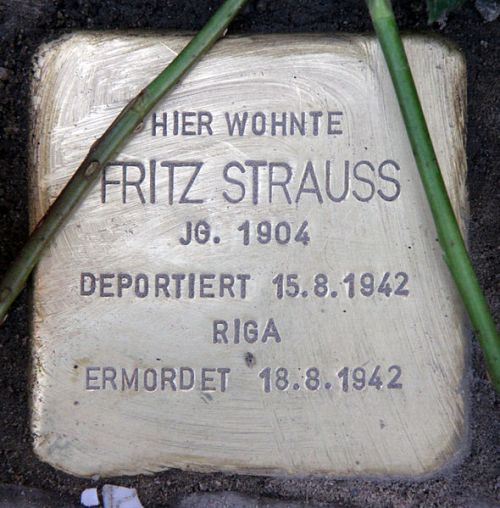 HIER WOHNTE
FRITZ STRAUSS
JG. 1904
DEPORTIERT 15.8.1942
RIGA
ERMORDET 18.8.1942